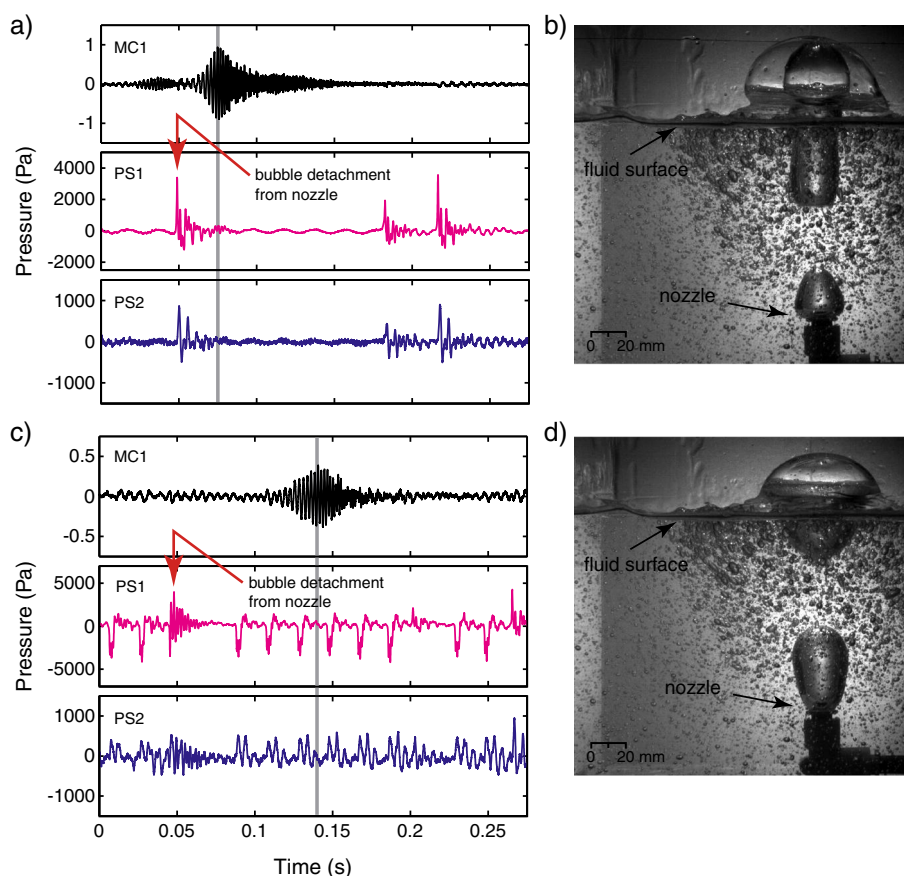 a)
MC1
1
0
-1
PS1
4000
2000
0
-2000
bubble detachment
from nozzle
PS2
1000
0
-1000
Pressure (Pa)
b)
fluid surface
nozzle
0 20 mm
c)
MC1
0.5
0
-0.5
PS1
5000
0
-5000
bubble detachment
from nozzle
PS2
1000
0
-1000
Pressure (Pa)
0 0.05 0.1 0.15 0.2 0.25
Time (s)
d)
fluid surface
nozzle
0 20 mm